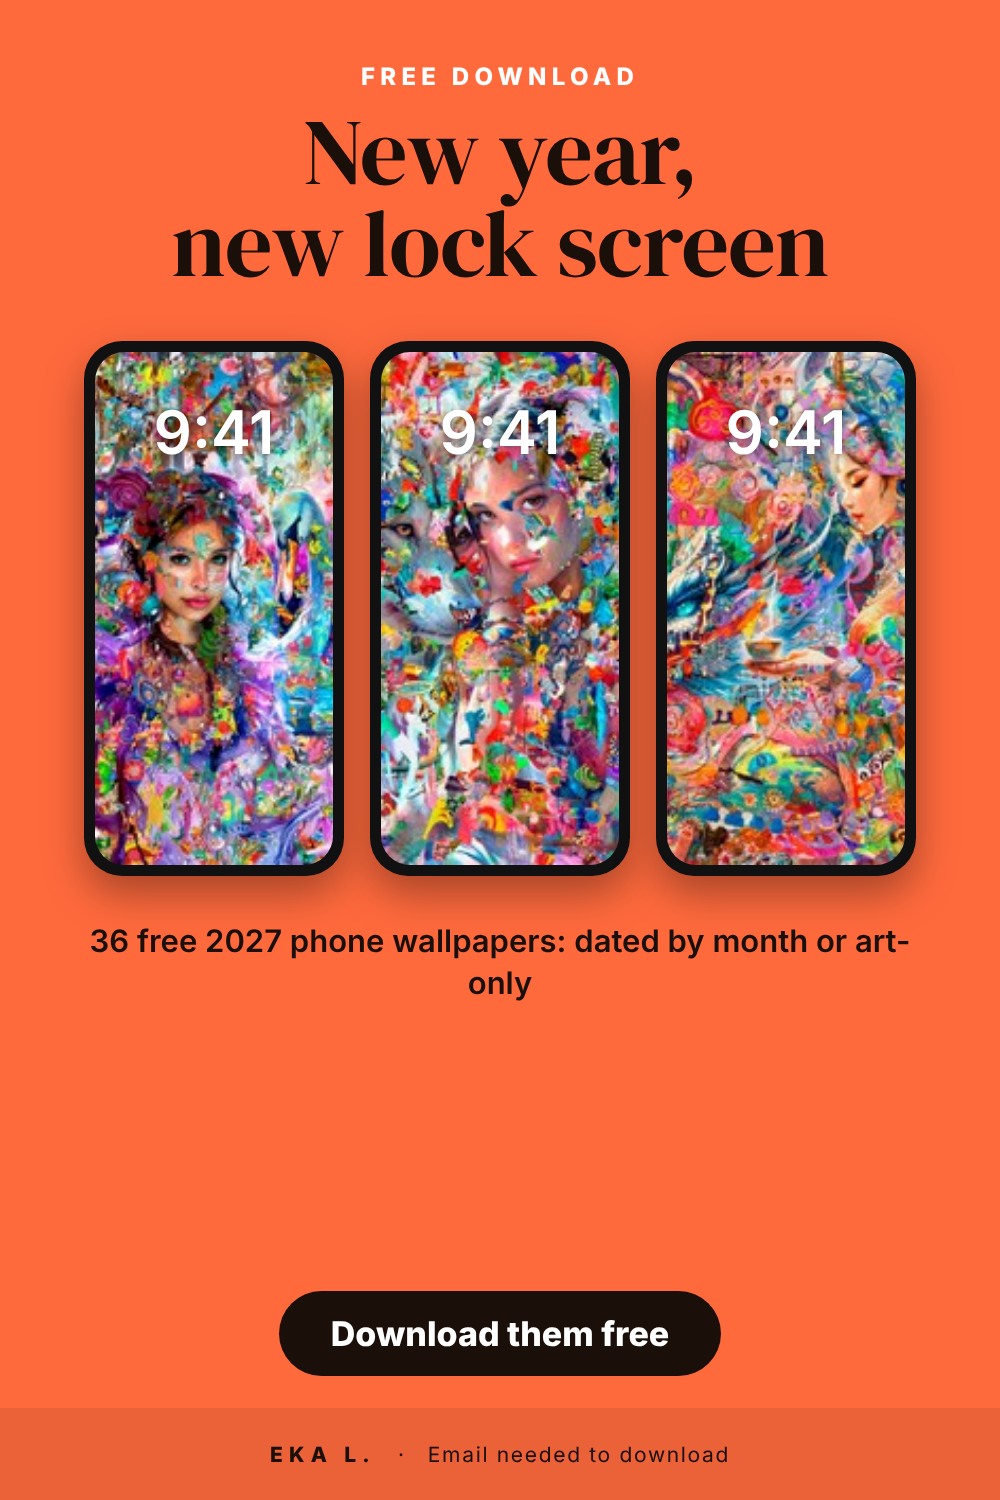 FREE DOWNLOAD
New year,
new lock screen
9:41
9:41
9:41
36 free 2027 phone wallpapers: dated by month or art-
only
Download them free
EKA L. · Email needed to download